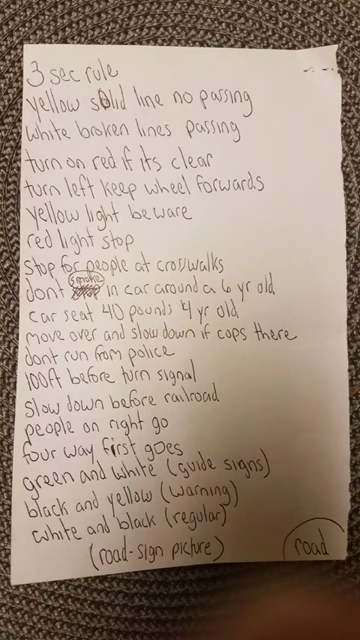 3 sec rule
yellow solid line no passing
white broken lines passing
turn on red if its clear
turn left keep wheel forwards
yellow light beware
red light stop
stop for people at crosswalks
dont smoke in car around a 6 yr old
car seat 40 pounds 4 yr old
move over and slow down if cops there
dont run from police
100ft before turn signal
slow down before railroad
people on right go
four way first goes
green and white (guide signs)
black and yellow (warning)
white and black (regular)
(road-sign picture)
road